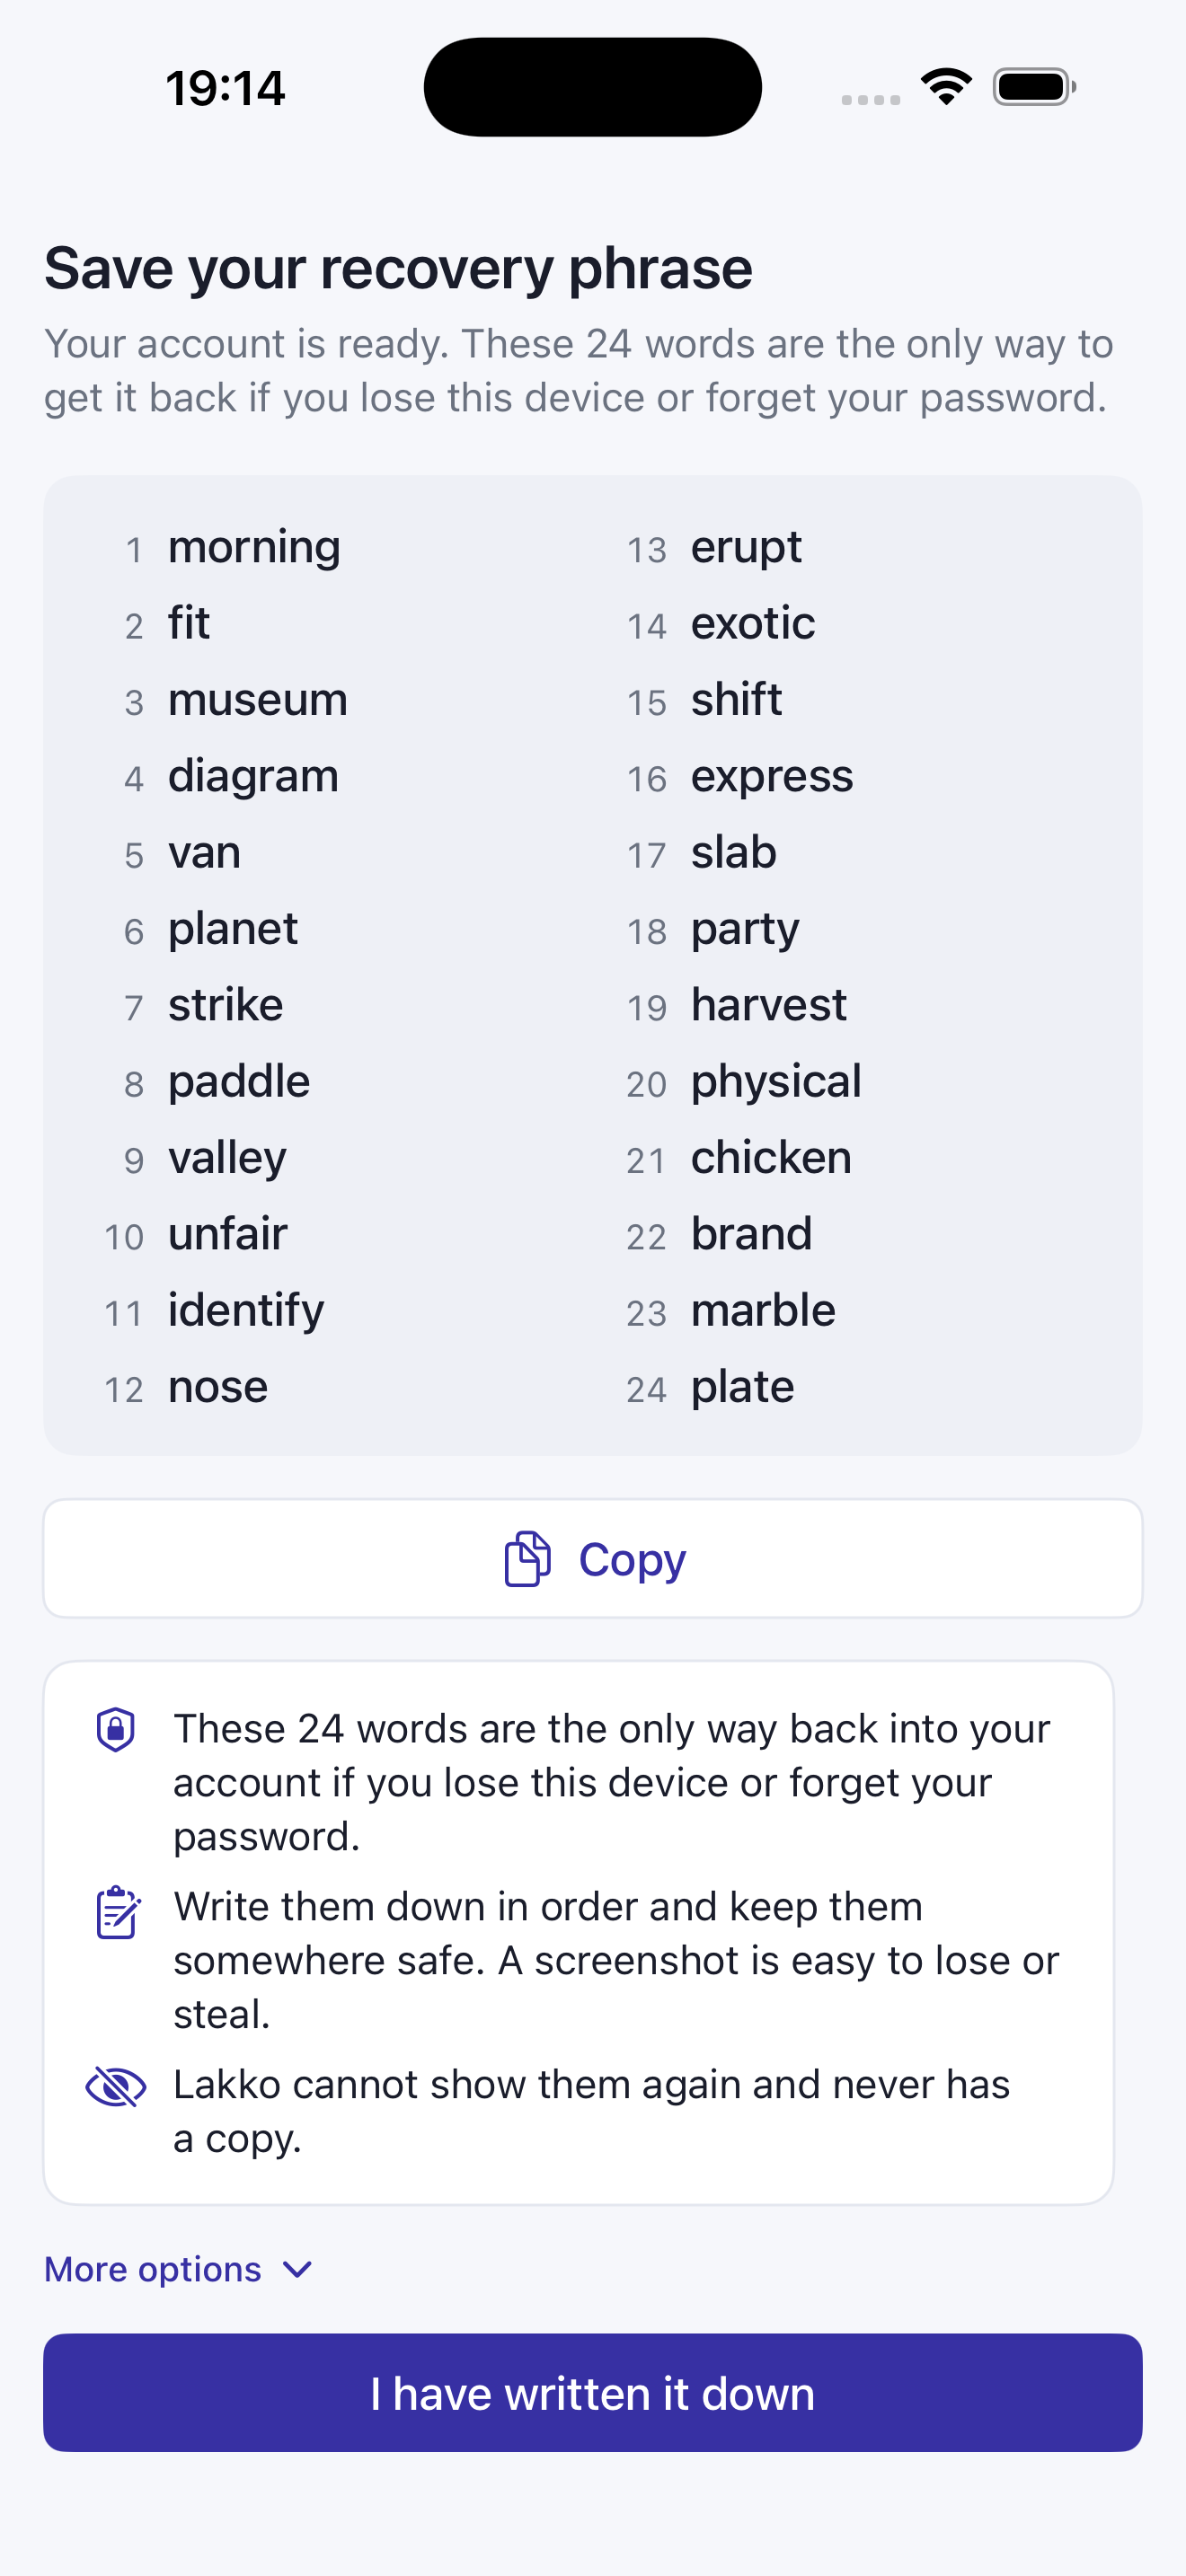 19:14
Save your recovery phrase
Your account is ready. These 24 words are the only way to
get it back if you lose this device or forget your password.
1 morning
2 fit
3 museum
4 diagram
5 van
6 planet
7 strike
8 paddle
9 valley
10 unfair
11 identify
12 nose
13 erupt
14 exotic
15 shift
16 express
17 slab
18 party
19 harvest
20 physical
21 chicken
22 brand
23 marble
24 plate
Copy
These 24 words are the only way back into your
account if you lose this device or forget your
password.
Write them down in order and keep them
somewhere safe. A screenshot is easy to lose or
steal.
Lakko cannot show them again and never has
a copy.
More options
I have written it down